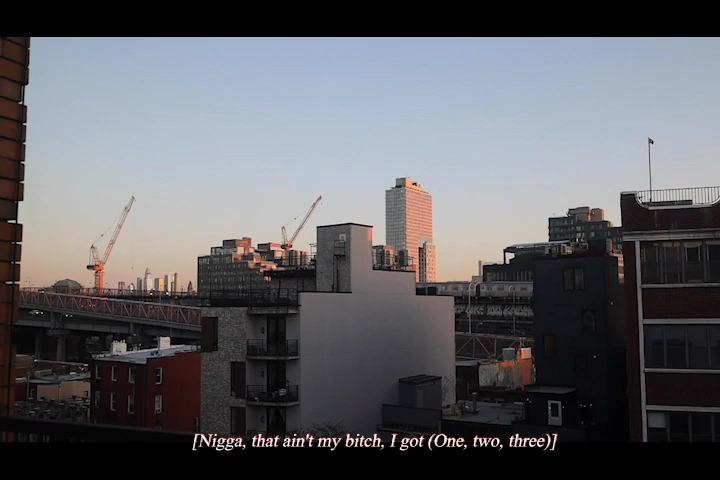 [Nigga, that ain't my bitch, I got (One, two, three)]